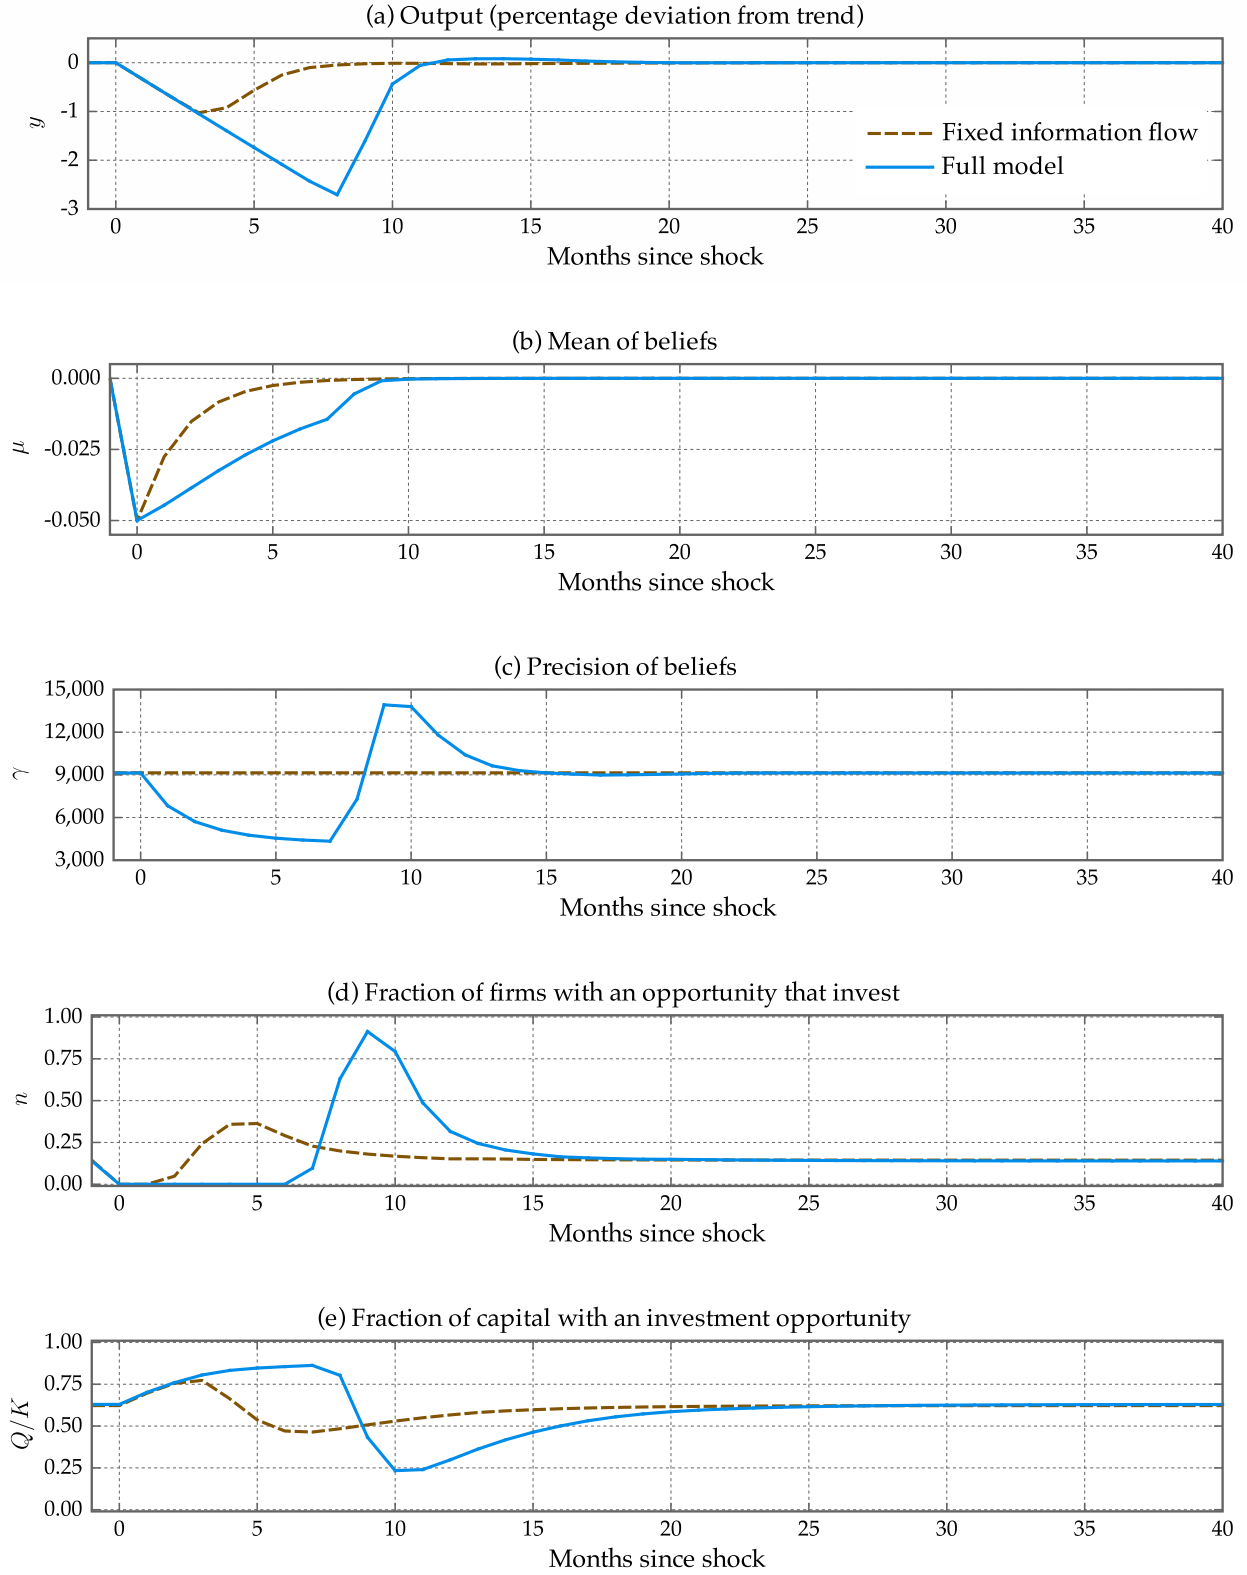 (a) Output (percentage deviation from trend)
0
-1
-2
-3
y
Fixed information flow
Full model
0 5 10 15 20 25 30 35 40
Months since shock
(b) Mean of beliefs
0.000
-0.025
-0.050
μ
0 5 10 15 20 25 30 35 40
Months since shock
(c) Precision of beliefs
15,000
12,000
9,000
6,000
3,000
γ
0 5 10 15 20 25 30 35 40
Months since shock
(d) Fraction of firms with an opportunity that invest
1.00
0.75
0.50
0.25
0.00
n
0 5 10 15 20 25 30 35 40
Months since shock
(e) Fraction of capital with an investment opportunity
1.00
0.75
0.50
0.25
0.00
Q/K
0 5 10 15 20 25 30 35 40
Months since shock